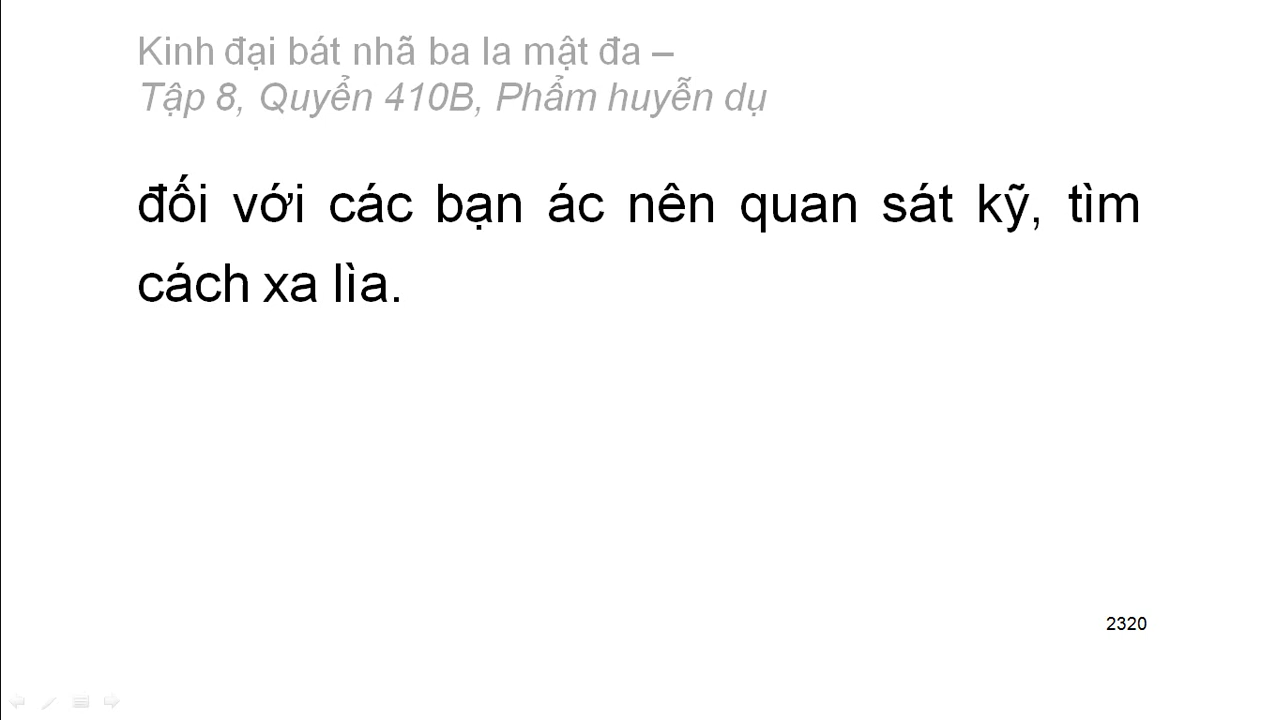 Kinh đại bát nhã ba la mật đa –
Tập 8, Quyển 410B, Phẩm huyễn dụ
đối với các bạn ác nên quan sát kỹ, tìm
cách xa lìa.
2320